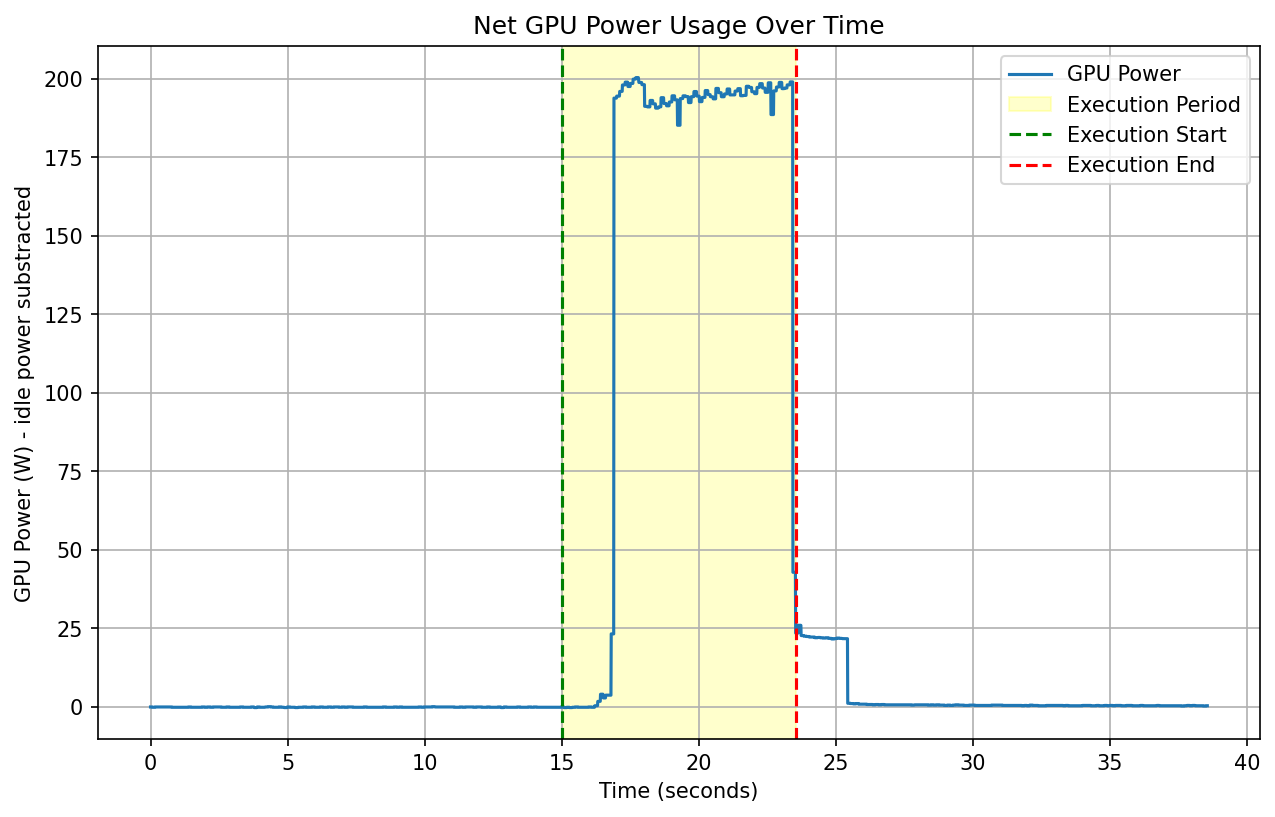 Net GPU Power Usage Over Time
GPU Power
Execution Period
Execution Start
Execution End
GPU Power (W) - idle power substracted
200
175
150
125
100
75
50
25
0
0 5 10 15 20 25 30 35 40
Time (seconds)